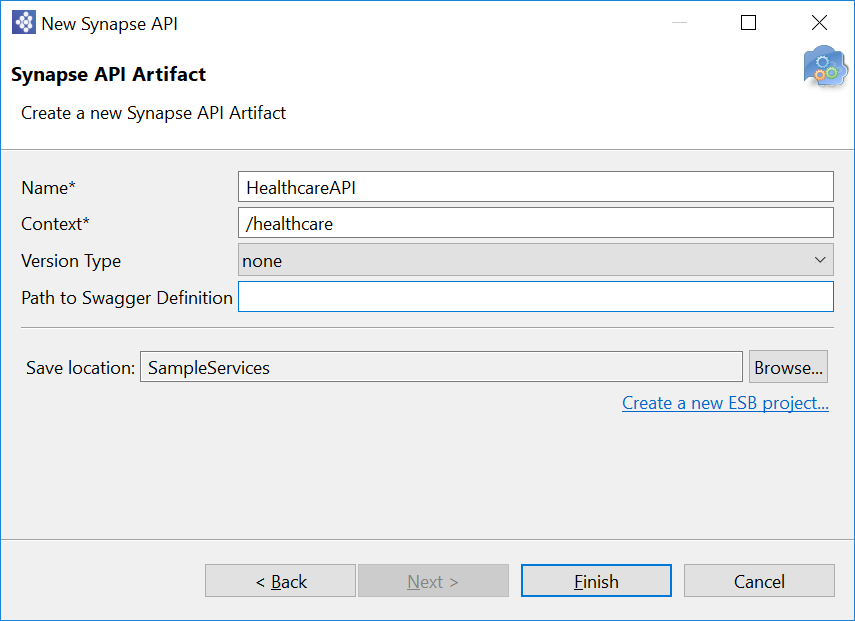 New Synapse API
Synapse API Artifact
Create a new Synapse API Artifact
Name* HealthcareAPI
Context* /healthcare
Version Type none
Path to Swagger Definition
Save location: SampleServices Browse...
Create a new ESB project...
< Back Next > Finish Cancel